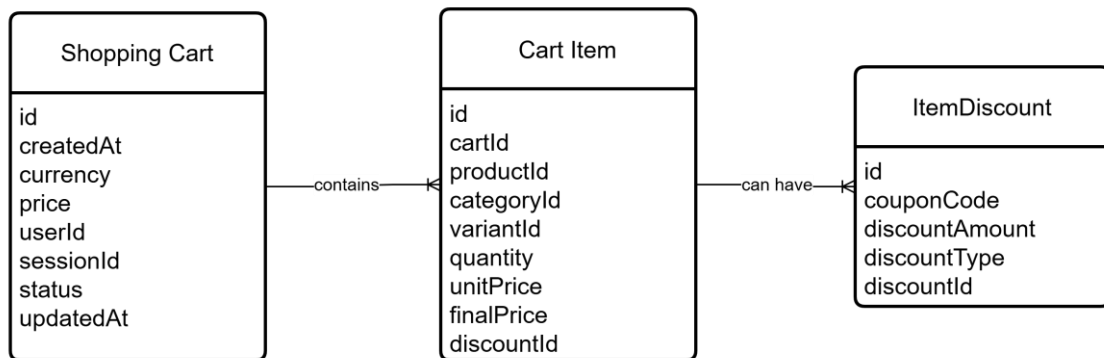 Shopping Cart
id
createdAt
currency
price
userId
sessionId
status
updatedAt
contains
Cart Item
id
cartId
productId
categoryId
variantId
quantity
unitPrice
finalPrice
discountId
can have
ItemDiscount
id
couponCode
discountAmount
discountType
discountId